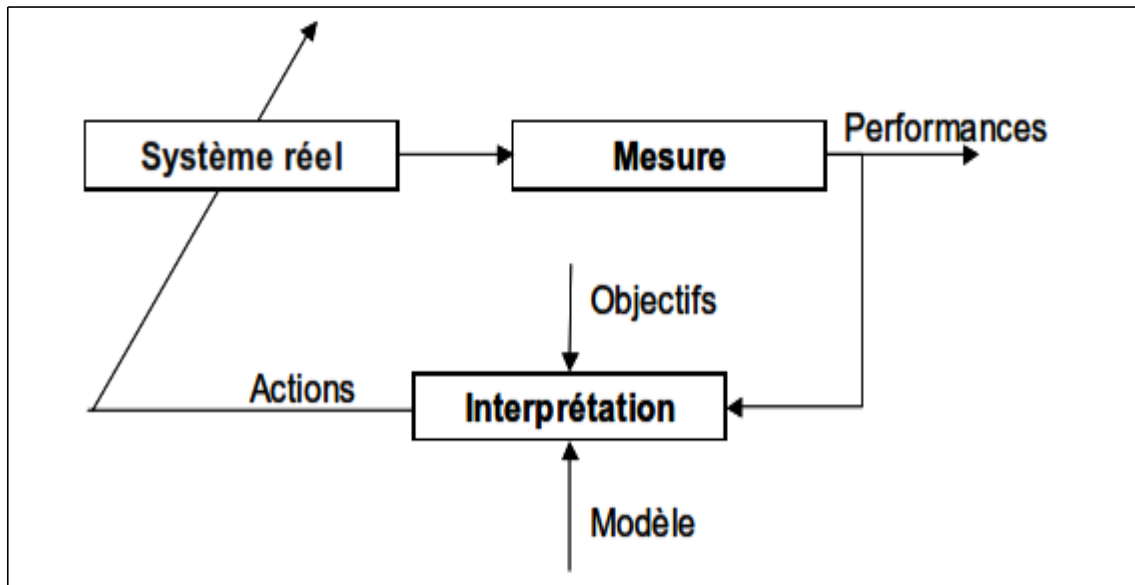 Performances
Système réel
Mesure
Objectifs
Actions
Interprétation
Modèle